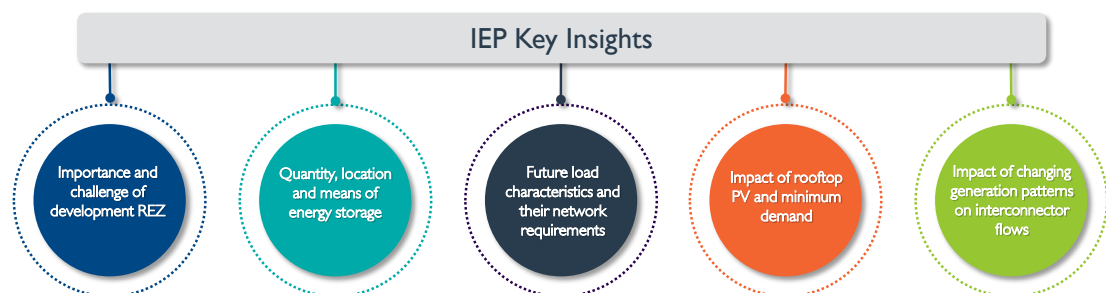 IEP Key Insights
Importance and
challenge of
development REZ
Quantity, location
and means of
energy storage
Future load
characteristics and
their network
requirements
Impact of rooftop
PV and minimum
demand
Impact of changing
generation patterns
on interconnector
flows